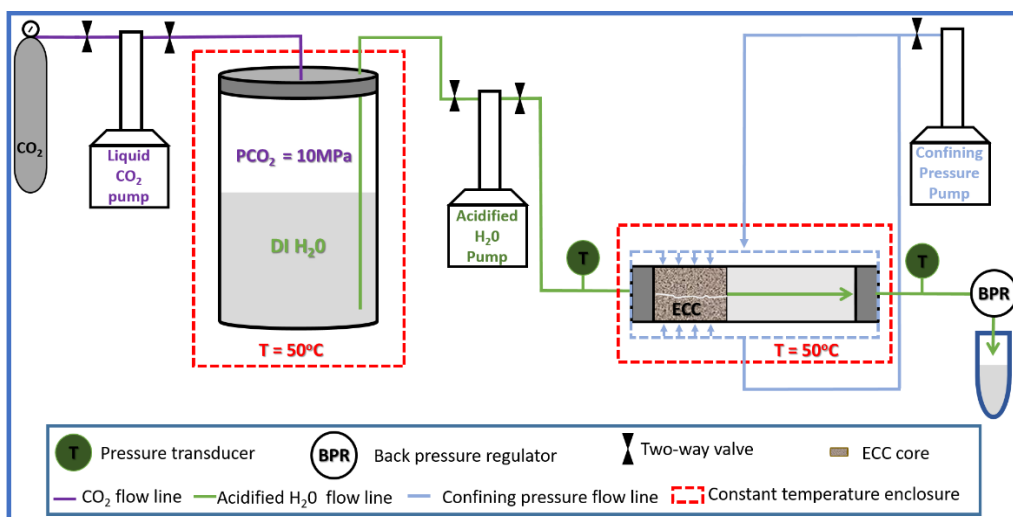 CO₂
Liquid
CO₂
pump
PCO₂ = 10MPa
DI H₂0
T = 50°C
Acidified
H₂0
Pump
T
ECC
T = 50°C
Confining
Pressure
Pump
T
BPR
T Pressure transducer
BPR Back pressure regulator
Two-way valve
ECC core
CO₂ flow line
Acidified H₂0 flow line
Confining pressure flow line
Constant temperature enclosure